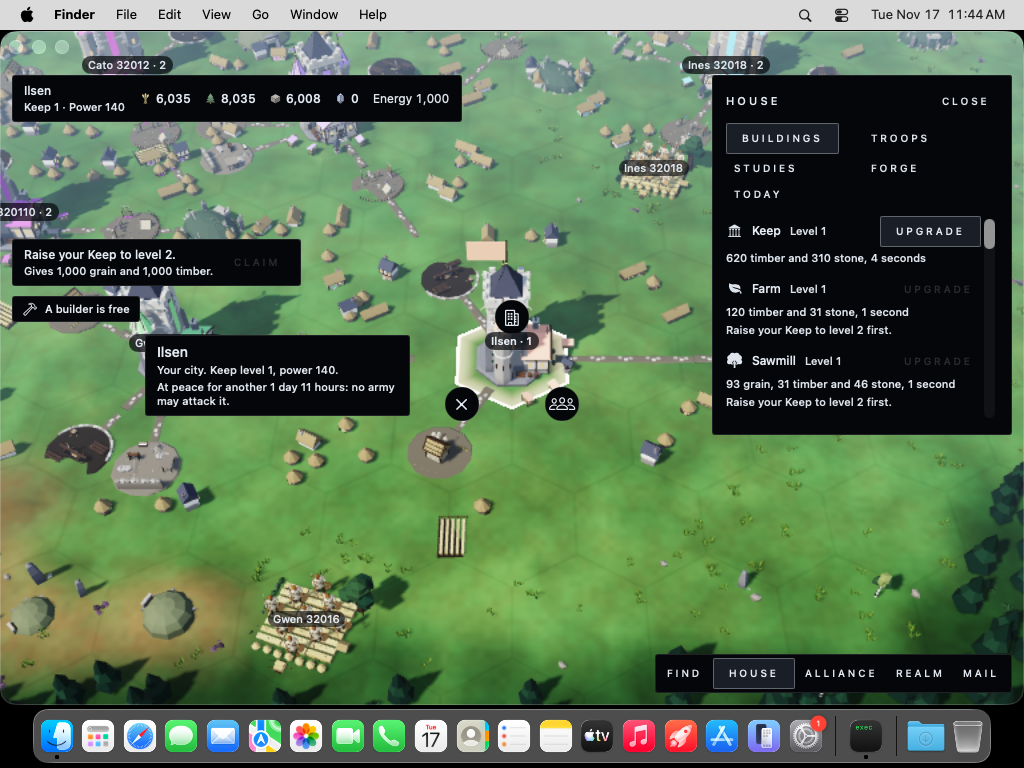 Finder File Edit View Go Window Help Tue Nov 17 11:44 AM
Cato 32012 · 2
Ines 32018 · 2
Ilsen
Keep 1 · Power 140
6,035 8,035 6,008 0 Energy 1,000
HOUSE CLOSE
BUILDINGS TROOPS
STUDIES FORGE
TODAY
Ines 32018
320110 · 2
Keep Level 1 UPGRADE
620 timber and 310 stone, 4 seconds
Farm Level 1 UPGRADE
120 timber and 31 stone, 1 second
Raise your Keep to level 2 first.
Sawmill Level 1 UPGRADE
93 grain, 31 timber and 46 stone, 1 second
Raise your Keep to level 2 first.
Raise your Keep to level 2.
Gives 1,000 grain and 1,000 timber.
CLAIM
A builder is free
Ilsen · 1
Ilsen
Your city. Keep level 1, power 140.
At peace for another 1 day 11 hours: no army
may attack it.
Gwen 32016
FIND HOUSE ALLIANCE REALM MAIL
Tue
17
tv
1
exec